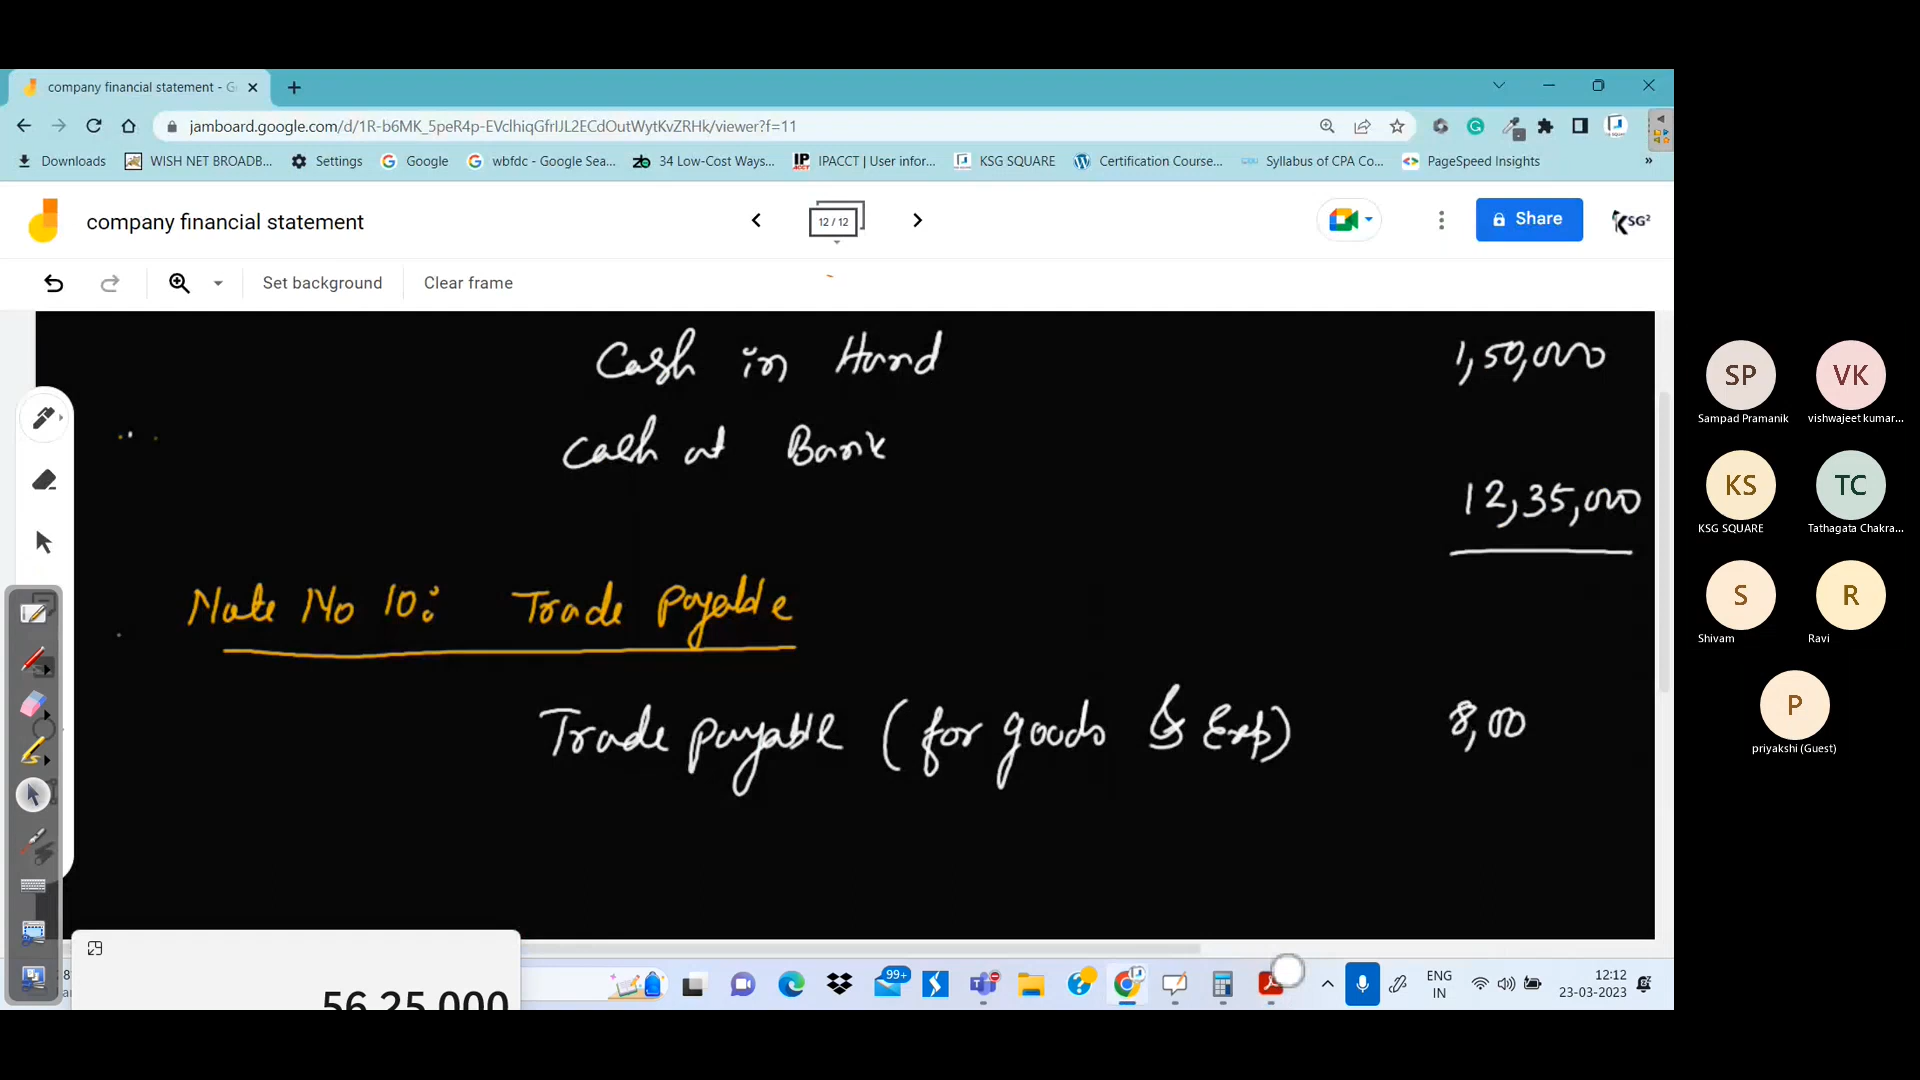 company financial statement - G
jamboard.google.com/d/1R-b6MK_5peR4p-EVclhiqGfrIJL2ECdOutWytKvZRHk/viewer?f=11
Downloads WISH NET BROADB... Settings Google wbfdc - Google Sea... 34 Low-Cost Ways... IPACCT | User infor... KSG SQUARE Certification Course... Syllabus of CPA Co... PageSpeed Insights »
company financial statement 12 / 12 Share KSG²
Set background Clear frame
Cash in Hand 1,50,000
Cash at Bank
12,35,000
Note No 10: Trade Payable
Trade payable (for goods & Exp) 8,00
SP VK
Sampad Pramanik vishwajeet kumar...
KS TC
KSG SQUARE Tathagata Chakra...
S R
Shivam Ravi
P
priyakshi (Guest)
56,25,000
99+
ENG
IN
12:12
23-03-2023